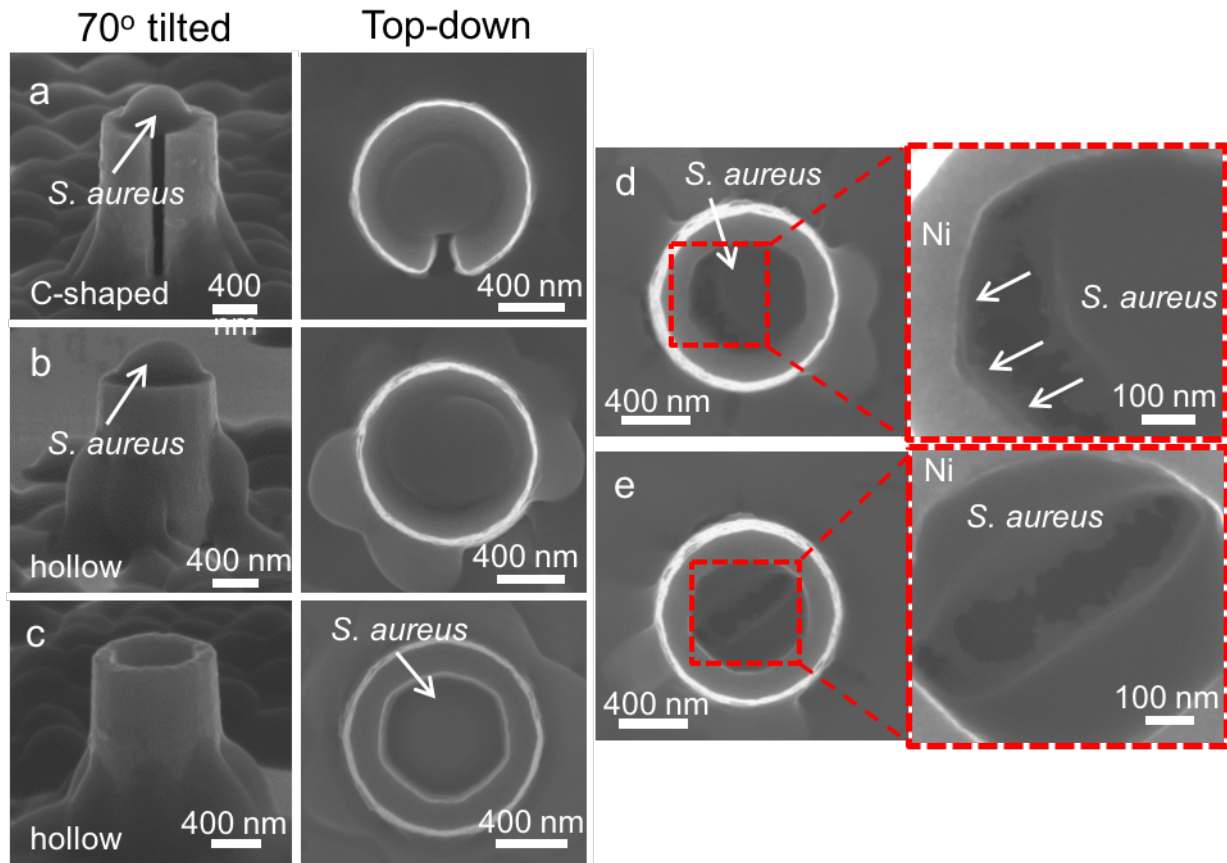 70o tilted
Top-down
a
S. aureus
C-shaped
400
nm
400 nm
b
S. aureus
hollow
400 nm
400 nm
c
hollow
400 nm
S. aureus
400 nm
d
S. aureus
400 nm
Ni
S. aureus
100 nm
e
400 nm
Ni
S. aureus
100 nm